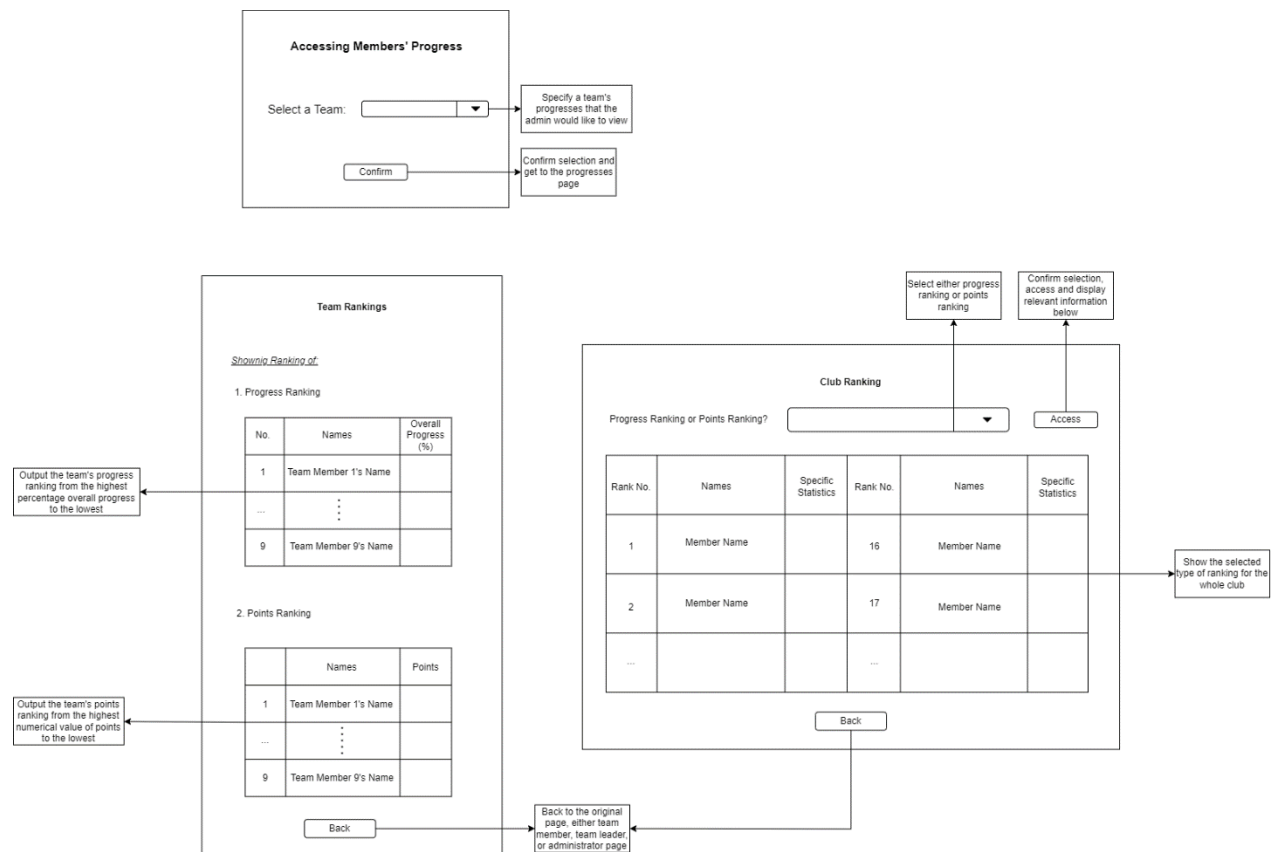 Accessing Members' Progress
Select a Team:
Specify a team's
progresses that the
admin would like to view
Confirm
Confirm selection and
get to the progresses
page
Team Rankings
Shownig Ranking of:
1. Progress Ranking
No.
Names
Overall
Progress
(%)
1
Team Member 1's Name
...
9
Team Member 9's Name
Output the team's progress
ranking from the highest
percentage overall progress
to the lowest
2. Points Ranking
Names
Points
1
Team Member 1's Name
...
9
Team Member 9's Name
Output the team's points
ranking from the highest
numerical value of points
to the lowest
Back
Select either progress
ranking or points
ranking
Confirm selection,
access and display
relevant information
below
Club Ranking
Progress Ranking or Points Ranking?
Access
Rank No.
Names
Specific
Statistics
Rank No.
Names
Specific
Statistics
1
Member Name
16
Member Name
2
Member Name
17
Member Name
...
...
Show the selected
type of ranking for the
whole club
Back
Back to the original
page, either team
member, team leader,
or administrator page